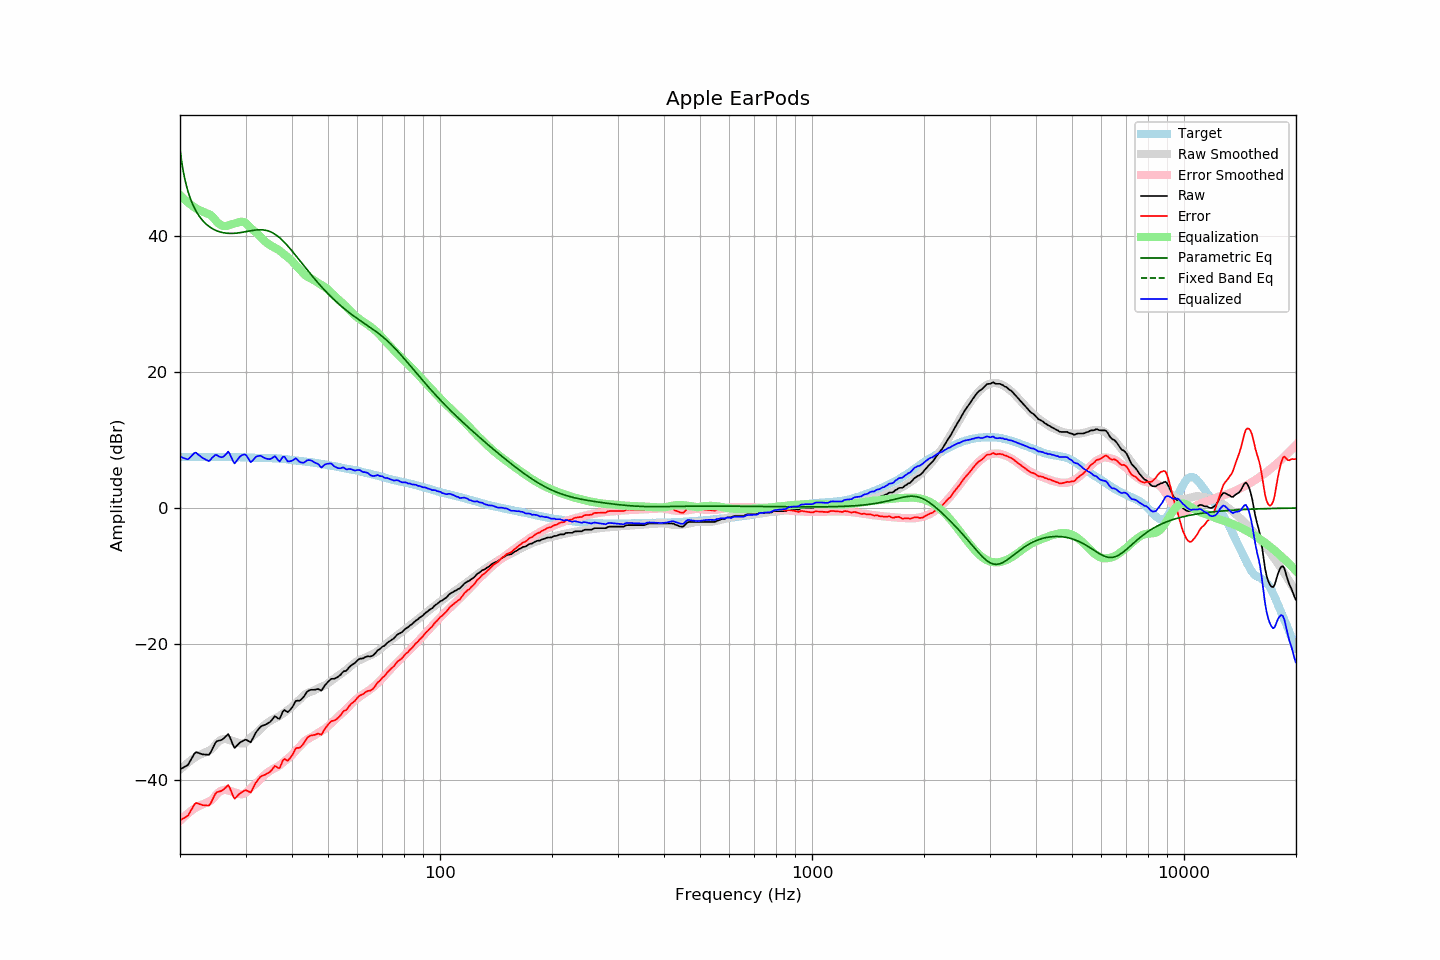 Apple EarPods
Target
Raw Smoothed
Error Smoothed
Raw
Error
Equalization
Parametric Eq
Fixed Band Eq
Equalized
Amplitude (dBr)
40
20
0
−20
−40
100
1000
10000
Frequency (Hz)